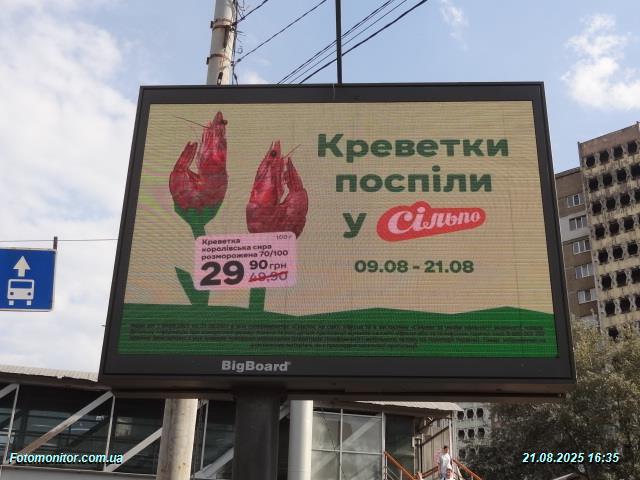 Креветки
поспіли
у Сільпо
09.08 - 21.08
Креветка 100 г
королівська сира
розморожена 70/100
29 90 грн
49,90
BigBoard
Fotomonitor.com.ua
21.08.2025 16:35